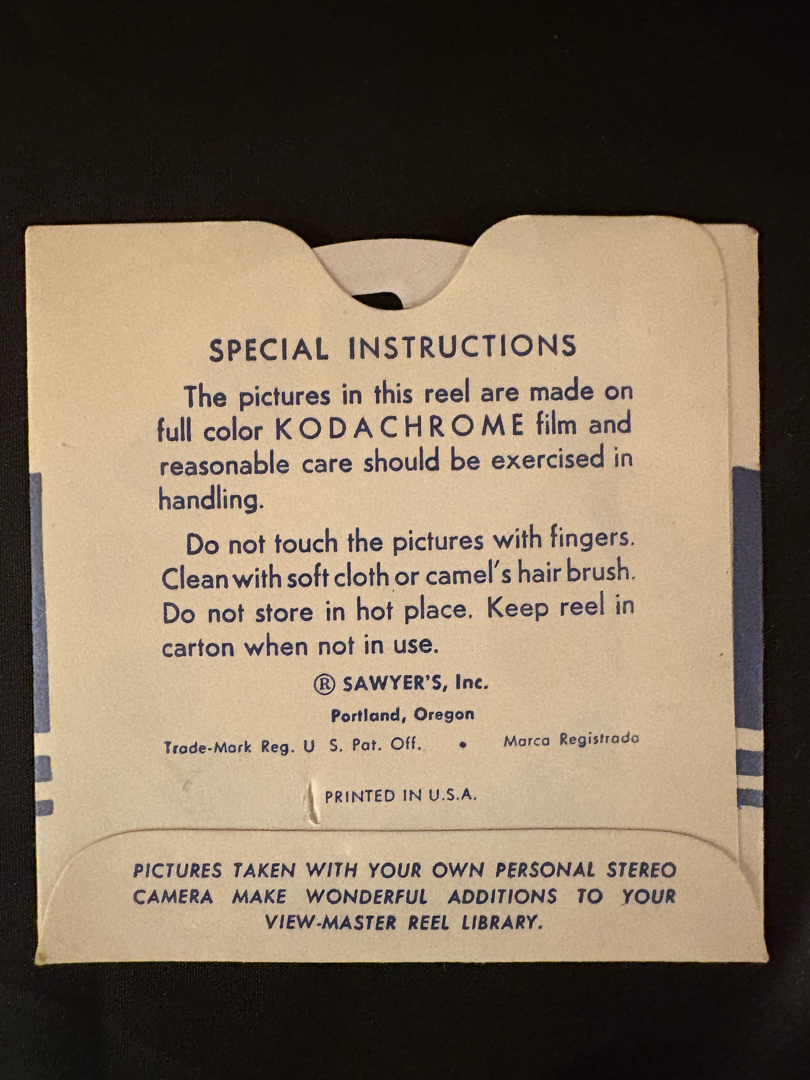 SPECIAL INSTRUCTIONS
The pictures in this reel are made on
full color KODACHROME film and
reasonable care should be exercised in
handling.
Do not touch the pictures with fingers.
Clean with soft cloth or camel's hair brush.
Do not store in hot place. Keep reel in
carton when not in use.
® SAWYER'S, Inc.
Portland, Oregon
Trade-Mark Reg. U S. Pat. Off. • Marca Registrada
PRINTED IN U.S.A.
PICTURES TAKEN WITH YOUR OWN PERSONAL STEREO
CAMERA MAKE WONDERFUL ADDITIONS TO YOUR
VIEW-MASTER REEL LIBRARY.